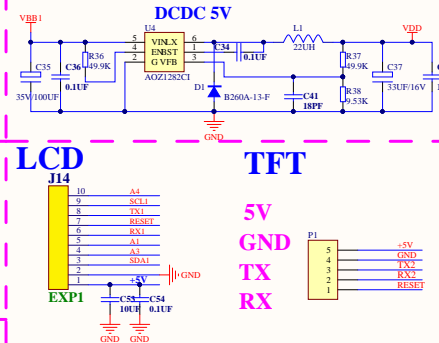 DCDC 5V
VBB1
U4
L1
VDD
5
VIN
LX
6
4
EN
BST
1
2
G
VFB
3
AOZ1282CI
C34
0.1UF
22UH
R36
49.9K
C35
35V/100UF
C36
0.1UF
D1
B260A-13-F
GND
C41
18PF
R37
49.9K
R38
9.53K
C37
33UF/16V
LCD
J14
10 A4
9 SCL1
8 TX1
7 RESET
6 RX1
5 A1
4 A3
3 SDA1
2 GND
1 +5V
EXP1
C53
10UF
C54
0.1UF
GND
GND
TFT
5V
GND
TX
RX
P1
5 +5V
4 GND
3 TX2
2 RX2
1 RESET